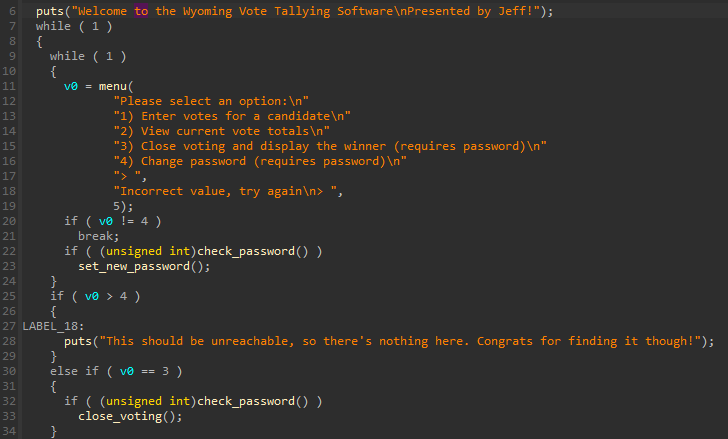 6 puts("Welcome to the Wyoming Vote Tallying Software\nPresented by Jeff!");
7 while ( 1 )
8 {
9 while ( 1 )
10 {
11 v0 = menu(
12 "Please select an option:\n"
13 "1) Enter votes for a candidate\n"
14 "2) View current vote totals\n"
15 "3) Close voting and display the winner (requires password)\n"
16 "4) Change password (requires password)\n"
17 "> ",
18 "Incorrect value, try again\n> ",
19 5);
20 if ( v0 != 4 )
21 break;
22 if ( (unsigned int)check_password() )
23 set_new_password();
24 }
25 if ( v0 > 4 )
26 {
27 LABEL_18:
28 puts("This should be unreachable, so there's nothing here. Congrats for finding it though!");
29 }
30 else if ( v0 == 3 )
31 {
32 if ( (unsigned int)check_password() )
33 close_voting();
34 }